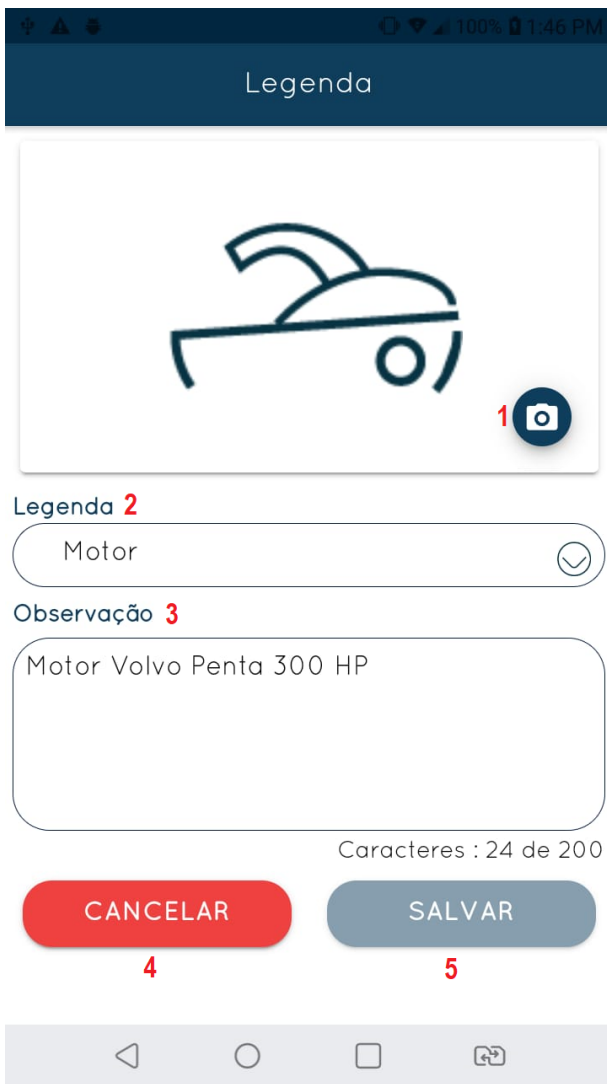 100% 1:46 PM
Legenda
1
Legenda 2
Motor
Observação 3
Motor Volvo Penta 300 HP
Caracteres : 24 de 200
CANCELAR SALVAR
4 5